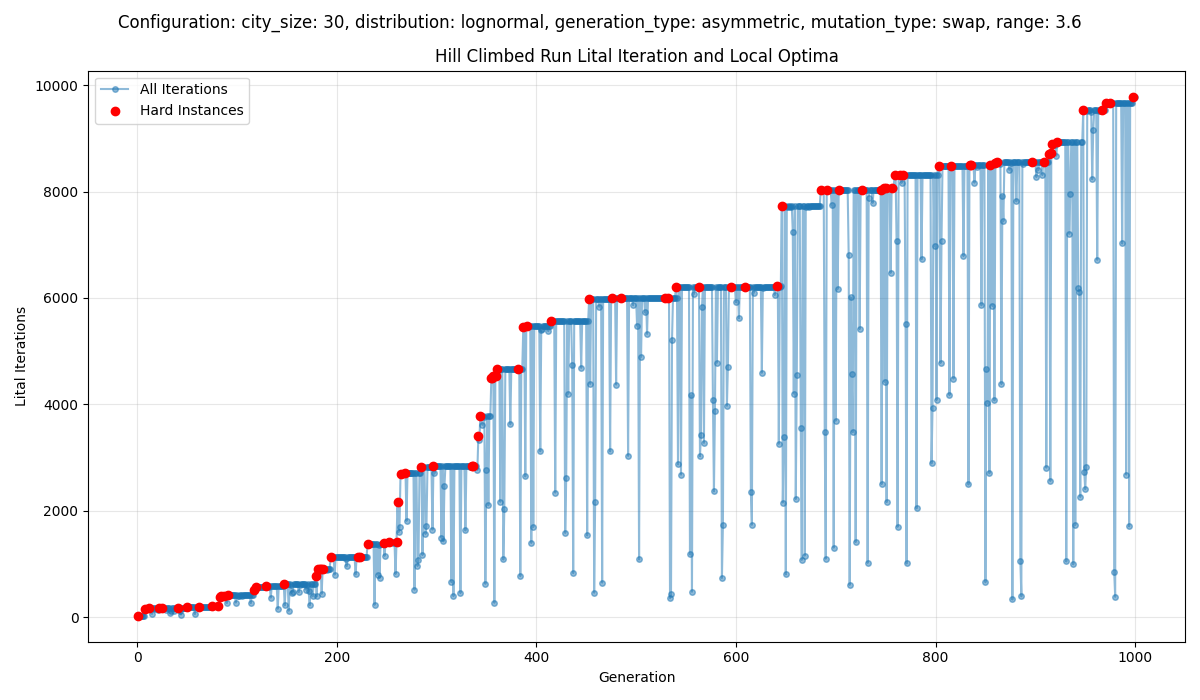 Configuration: city_size: 30, distribution: lognormal, generation_type: asymmetric, mutation_type: swap, range: 3.6
Hill Climbed Run Lital Iteration and Local Optima
All Iterations
Hard Instances
10000
8000
6000
4000
2000
0
Lital Iterations
0 200 400 600 800 1000
Generation